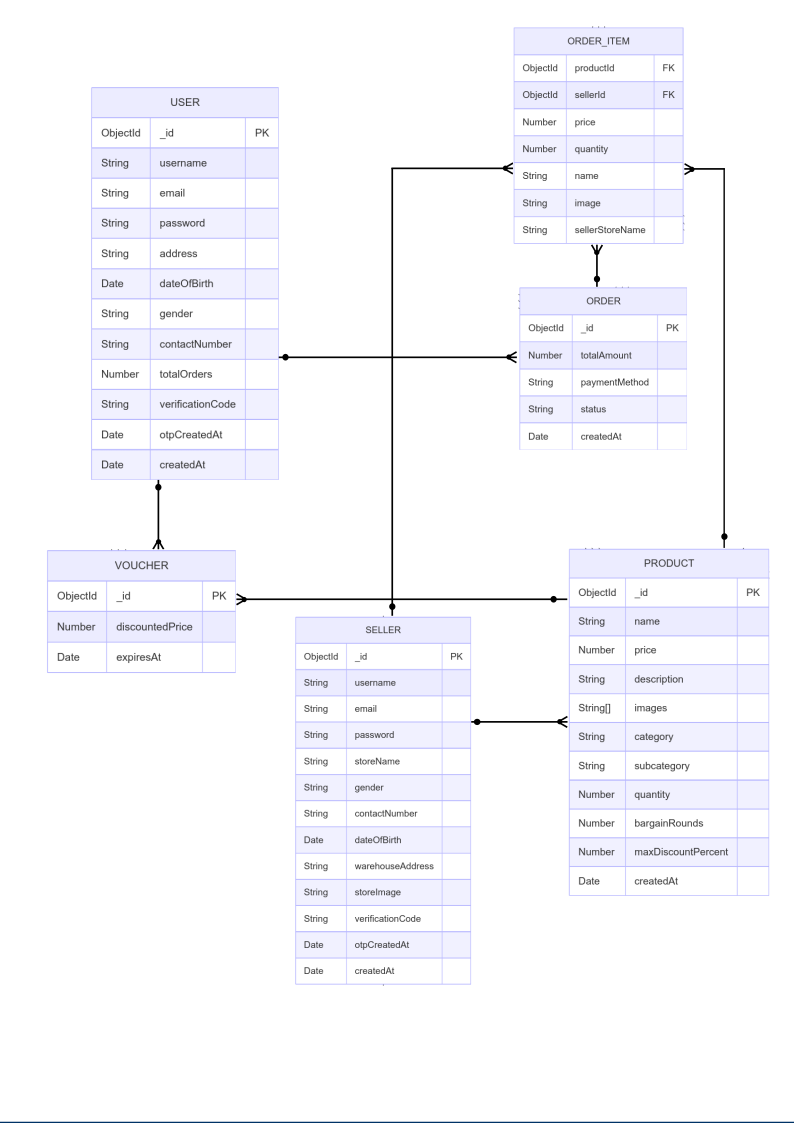 ORDER_ITEM
ObjectId productId FK
ObjectId sellerId FK
Number price
Number quantity
String name
String image
String sellerStoreName
USER
ObjectId _id PK
String username
String email
String password
String address
Date dateOfBirth
String gender
String contactNumber
Number totalOrders
String verificationCode
Date otpCreatedAt
Date createdAt
ORDER
ObjectId _id PK
Number totalAmount
String paymentMethod
String status
Date createdAt
VOUCHER
ObjectId _id PK
Number discountedPrice
Date expiresAt
PRODUCT
ObjectId _id PK
String name
Number price
String description
String[] images
String category
String subcategory
Number quantity
Number bargainRounds
Number maxDiscountPercent
Date createdAt
SELLER
ObjectId _id PK
String username
String email
String password
String storeName
String gender
String contactNumber
Date dateOfBirth
String warehouseAddress
String storeImage
String verificationCode
Date otpCreatedAt
Date createdAt